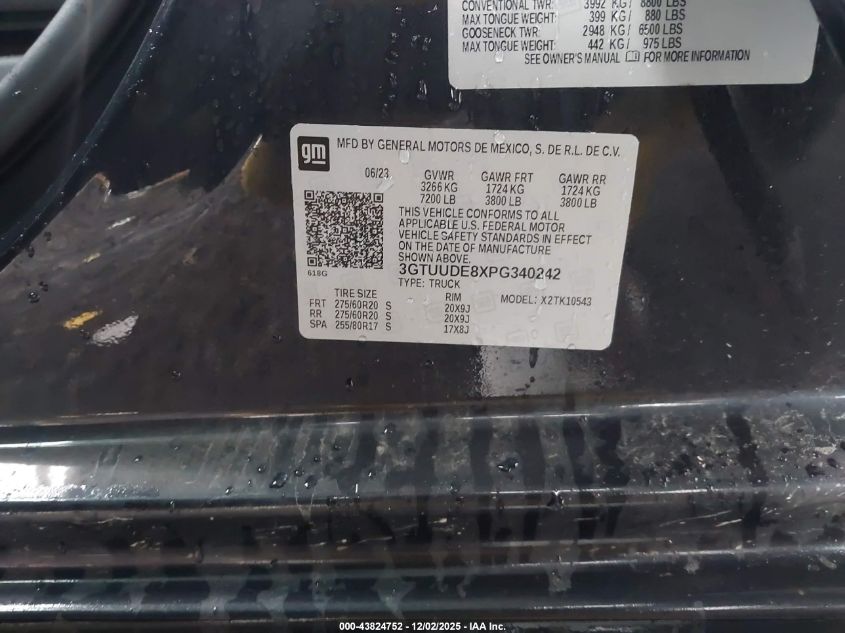 CONVENTIONAL TWR: 3992 KG/ 8800 LBS
MAX TONGUE WEIGHT: 399 KG/ 880 LBS
GOOSENECK TWR: 2948 KG/ 6500 LBS
MAX TONGUE WEIGHT: 442 KG/ 975 LBS
SEE OWNER'S MANUAL FOR MORE INFORMATION
gm MFD BY GENERAL MOTORS DE MEXICO, S. DE R.L. DE C.V.
06/23 GVWR GAWR FRT GAWR RR
3266 KG 1724 KG 1724 KG
7200 LB 3800 LB 3800 LB
THIS VEHICLE CONFORMS TO ALL
APPLICABLE U.S. FEDERAL MOTOR
VEHICLE SAFETY STANDARDS IN EFFECT
ON THE DATE OF MANUFACTURE
SHOWN ABOVE.
618G 3GTUUDE8XPG340242
TYPE: TRUCK
TIRE SIZE RIM MODEL: X2TK10543
FRT 275/60R20 S 20X9J
RR 275/60R20 S 20X9J
SPA 255/80R17 S 17X8J
000-43824752 - 12/02/2025 - IAA Inc.